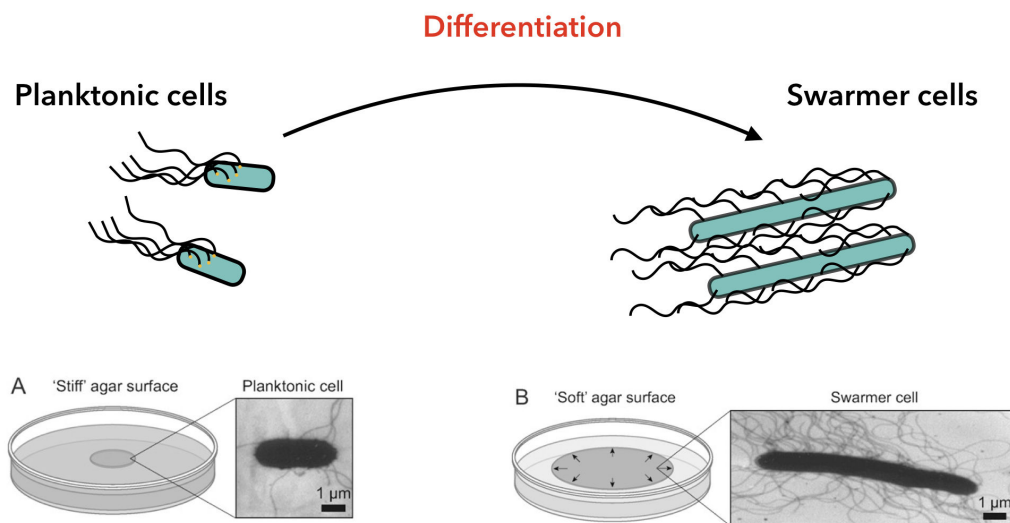 Differentiation
Planktonic cells
Swarmer cells
A
'Stiff' agar surface
Planktonic cell
1 µm
B
'Soft' agar surface
Swarmer cell
1 µm